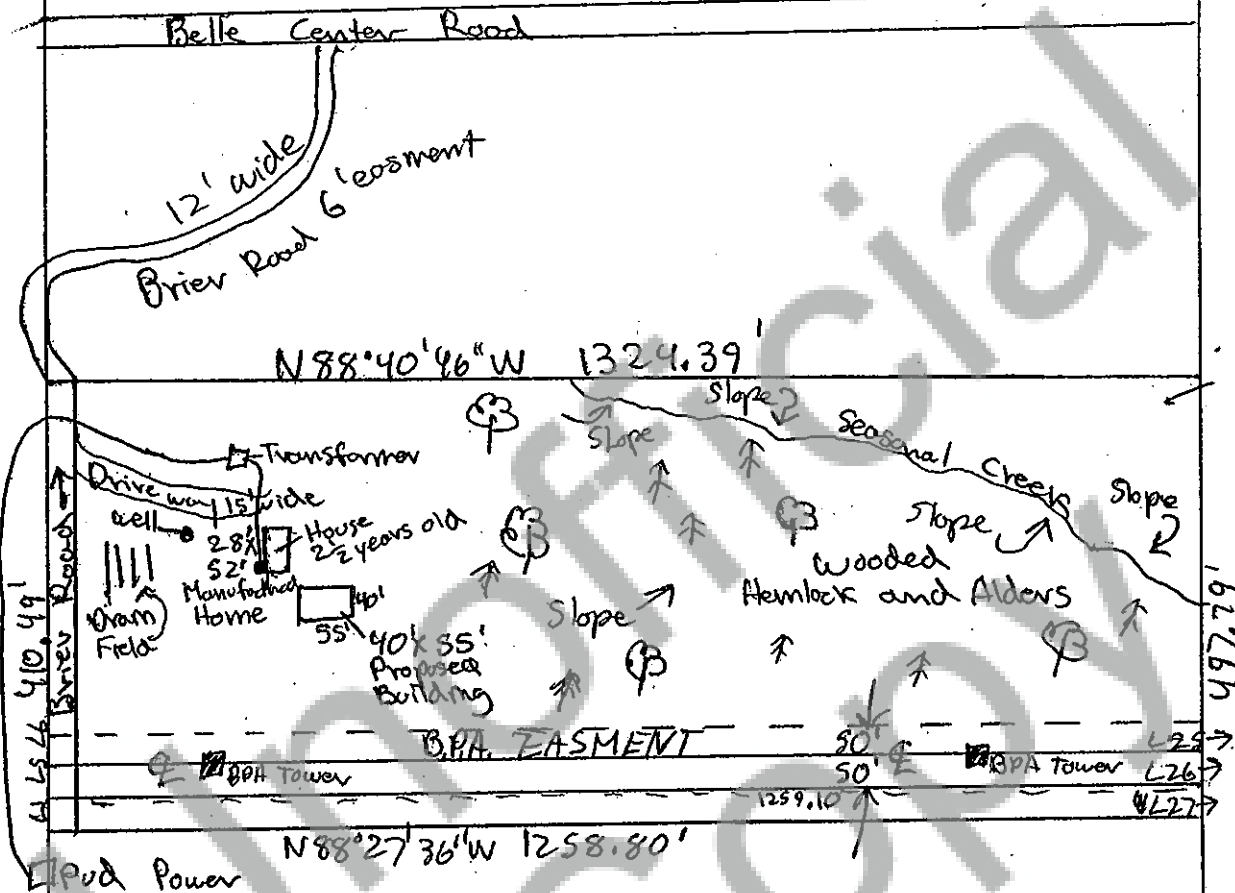 Belle Center Road
12' wide
Brier Road 6' easment
N88°40'46"W 1324.39'
Slope
Slope
Seasonal Creek
Slope
Slope
Transformer
Driveway 15' wide
well
28'x
52'
House
2 1/2 years old
Manufactured
Home
Drain
Field
40'
55'
40'x 55'
Proposed
Building
wooded
Hemlock and Alders
Slope
Brier Road
410.49'
497.79'
B.P.A. EASMENT
50'
BPA Tower
50'
BPA Tower
L25
L26
L27
1259.10
N88°27'36"W 1258.80'
Pud Power
Unofficial
Copy